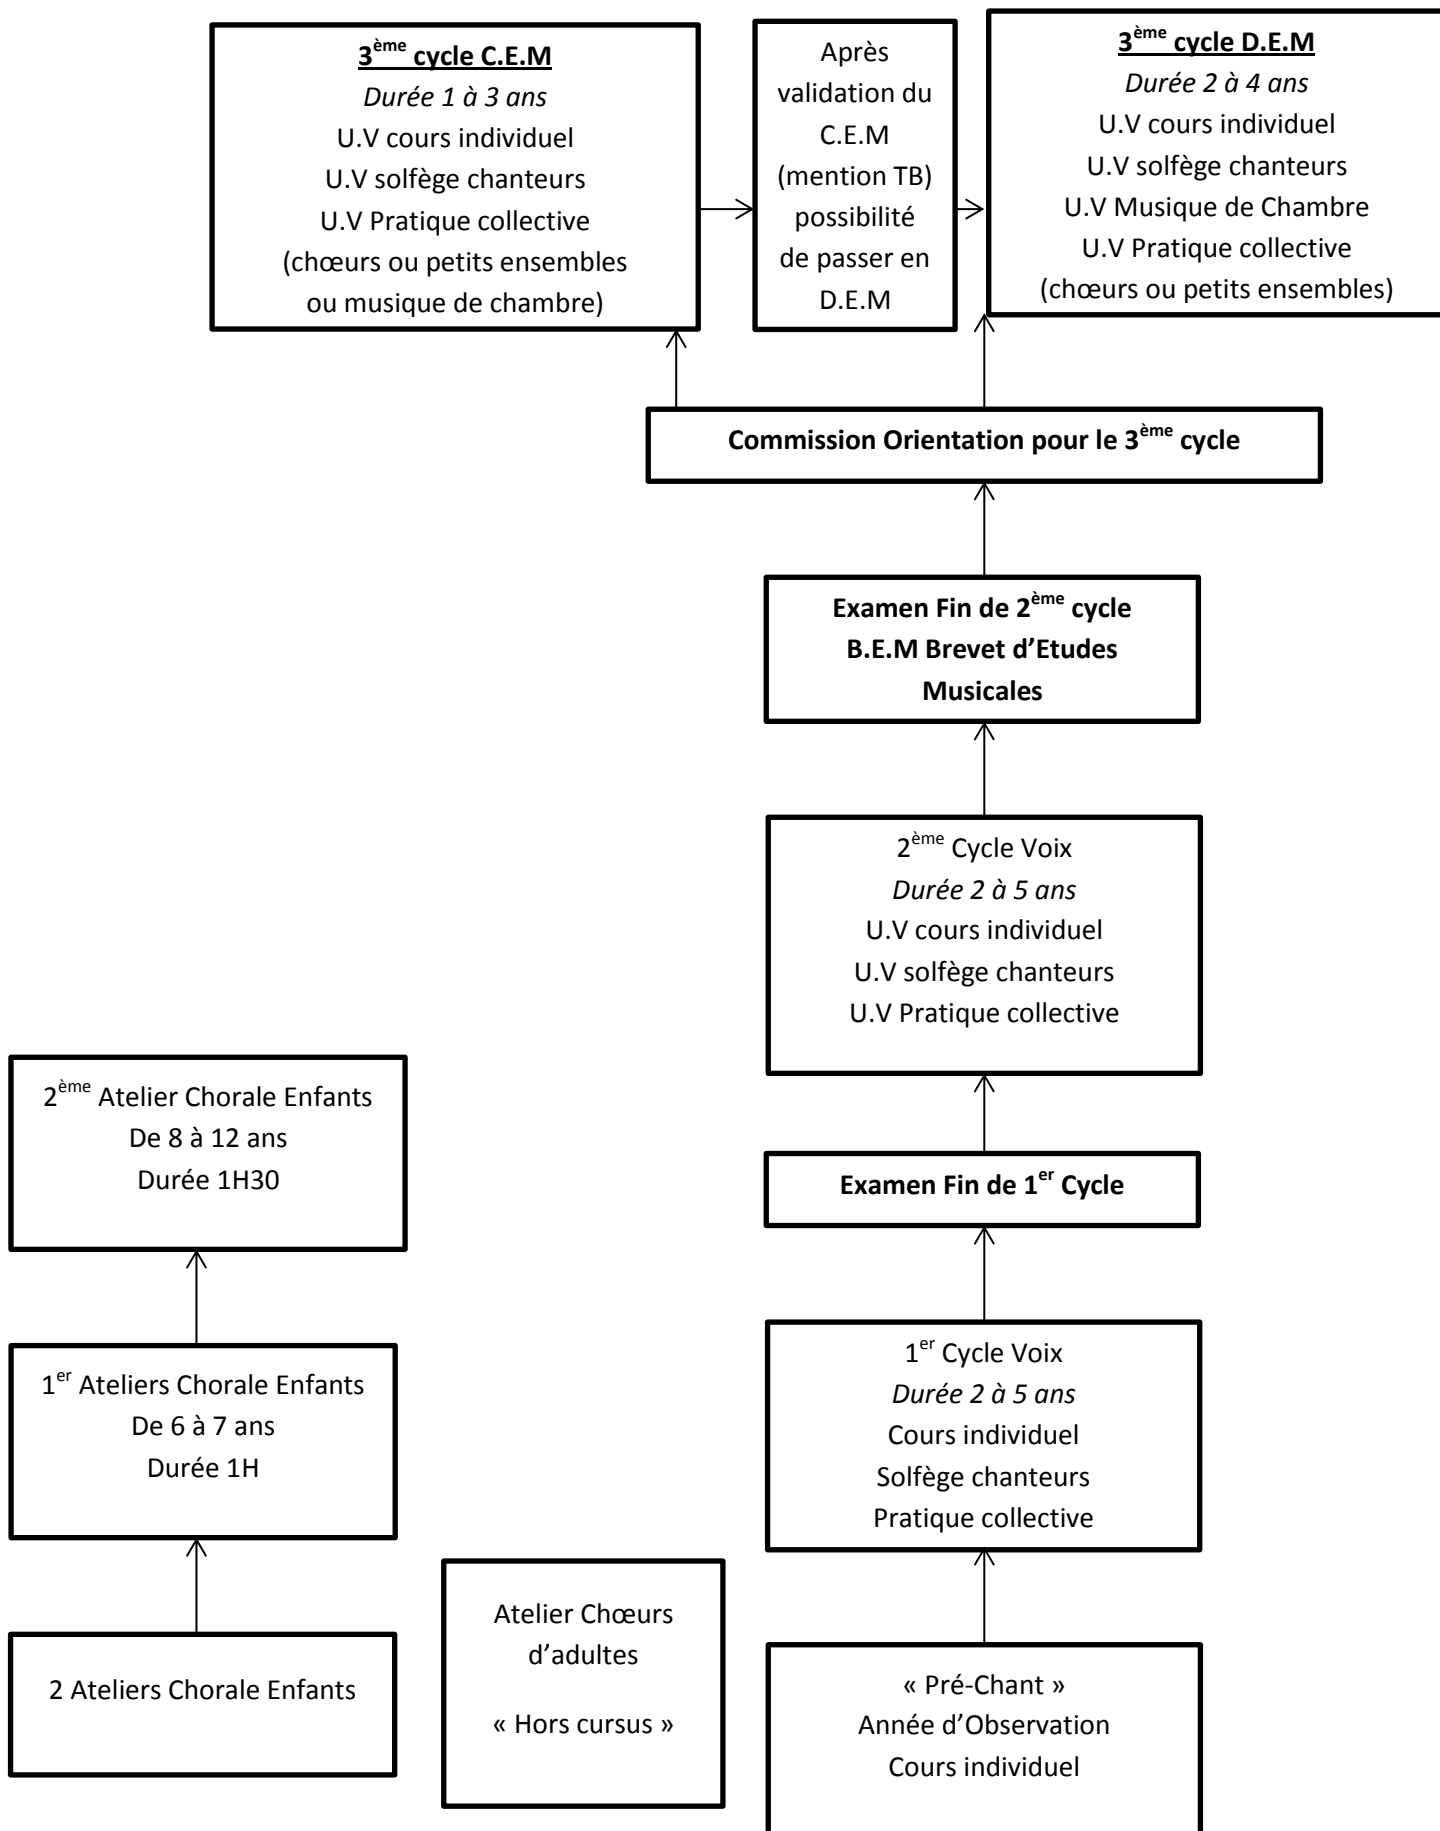 3ème cycle C.E.M
Durée 1 à 3 ans
U.V cours individuel
U.V solfège chanteurs
U.V Pratique collective
(chœurs ou petits ensembles
ou musique de chambre)
Après
validation du
C.E.M
(mention TB)
possibilité
de passer en
D.E.M
3ème cycle D.E.M
Durée 2 à 4 ans
U.V cours individuel
U.V solfège chanteurs
U.V Musique de Chambre
U.V Pratique collective
(chœurs ou petits ensembles)
Commission Orientation pour le 3ème cycle
Examen Fin de 2ème cycle
B.E.M Brevet d’Etudes
Musicales
2ème Cycle Voix
Durée 2 à 5 ans
U.V cours individuel
U.V solfège chanteurs
U.V Pratique collective
2ème Atelier Chorale Enfants
De 8 à 12 ans
Durée 1H30
Examen Fin de 1er Cycle
1er Ateliers Chorale Enfants
De 6 à 7 ans
Durée 1H
1er Cycle Voix
Durée 2 à 5 ans
Cours individuel
Solfège chanteurs
Pratique collective
2 Ateliers Chorale Enfants
Atelier Chœurs
d’adultes
« Hors cursus »
« Pré-Chant »
Année d’Observation
Cours individuel